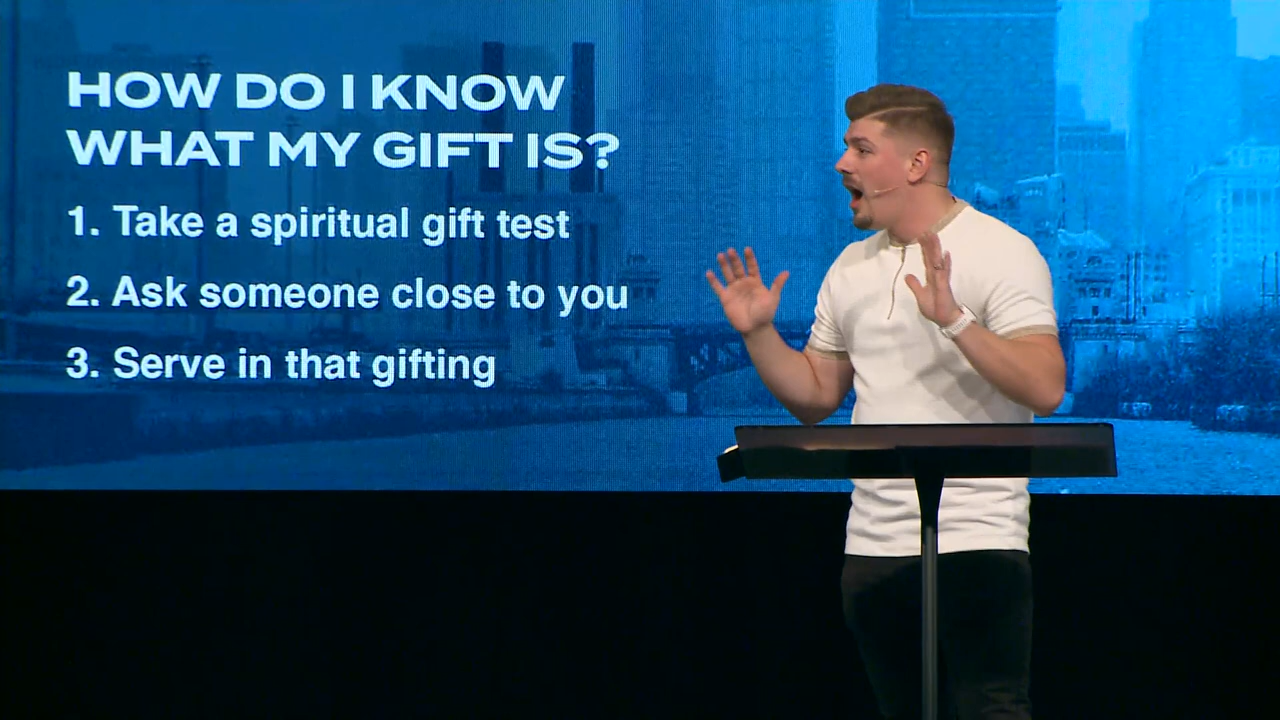 HOW DO I KNOW
WHAT MY GIFT IS?
1. Take a spiritual gift test
2. Ask someone close to you
3. Serve in that gifting